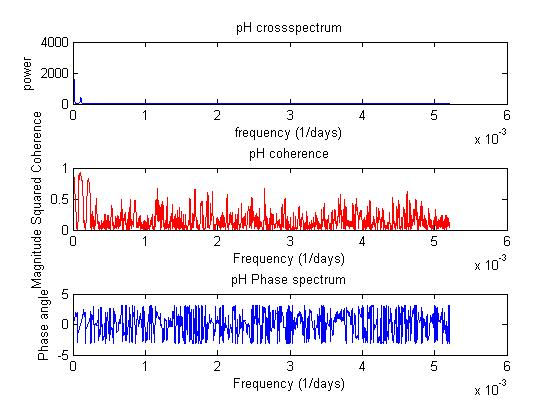 pH crossspectrum
4000
2000
0
power
0 1 2 3 4 5 6
x 10⁻³
frequency (1/days)
pH coherence
1
0.5
0
Magnitude Squared Coherence
0 1 2 3 4 5 6
x 10⁻³
Frequency (1/days)
pH Phase spectrum
5
0
-5
Phase angle
0 1 2 3 4 5 6
x 10⁻³
Frequency (1/days)